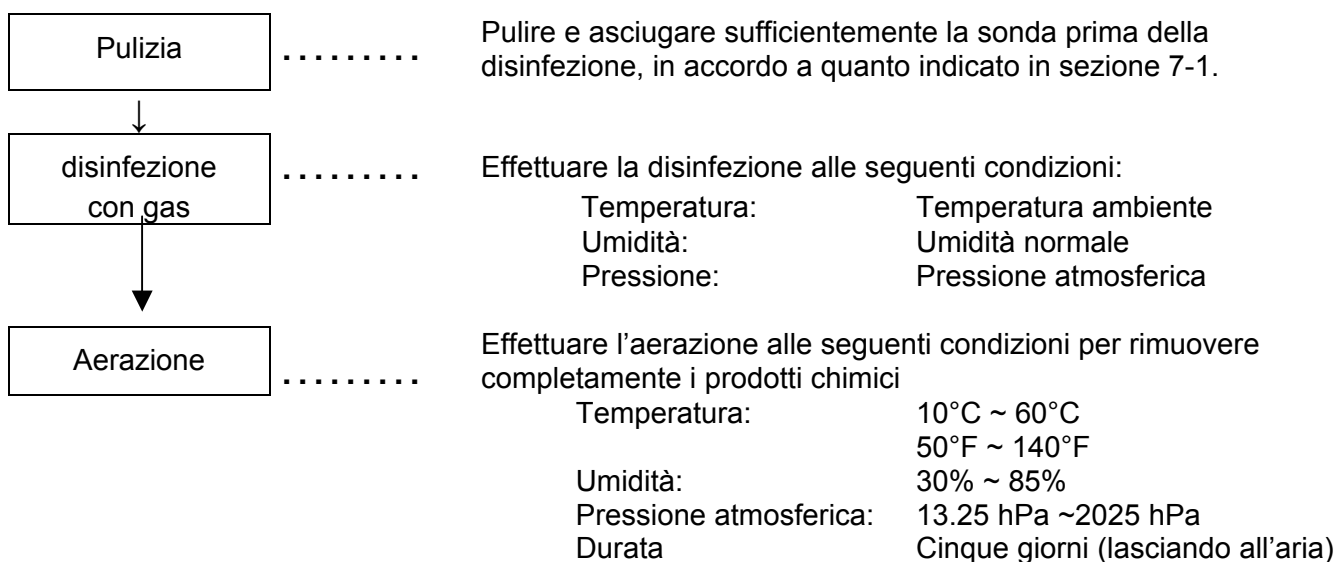 Pulizia ......... Pulire e asciugare sufficientemente la sonda prima della
disinfezione, in accordo a quanto indicato in sezione 7-1.
↓
disinfezione ......... Effettuare la disinfezione alle seguenti condizioni:
con gas
Temperatura: Temperatura ambiente
Umidità: Umidità normale
Pressione: Pressione atmosferica
Aerazione ......... Effettuare l’aerazione alle seguenti condizioni per rimuovere
completamente i prodotti chimici
Temperatura: 10°C ~ 60°C
50°F ~ 140°F
Umidità: 30% ~ 85%
Pressione atmosferica: 13.25 hPa ~2025 hPa
Durata Cinque giorni (lasciando all’aria)